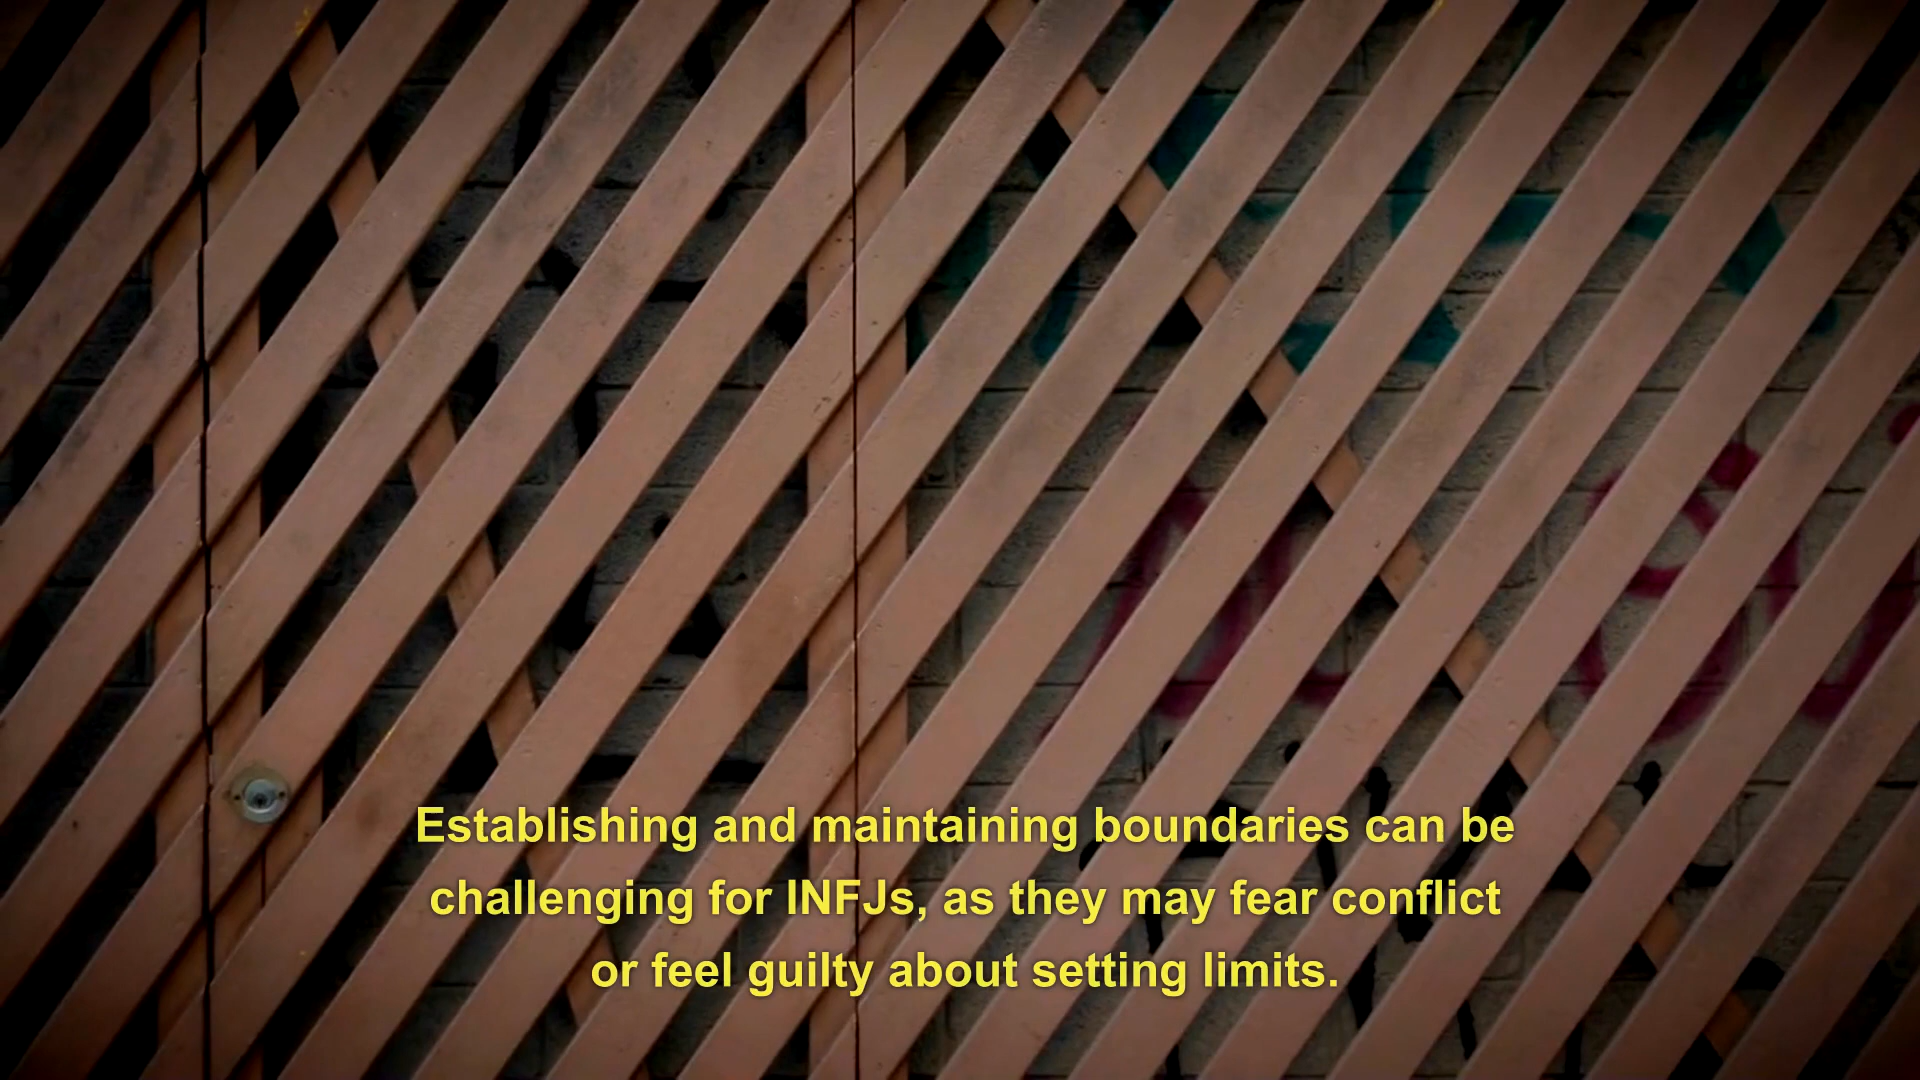 Establishing and maintaining boundaries can be
challenging for INFJs, as they may fear conflict
or feel guilty about setting limits.